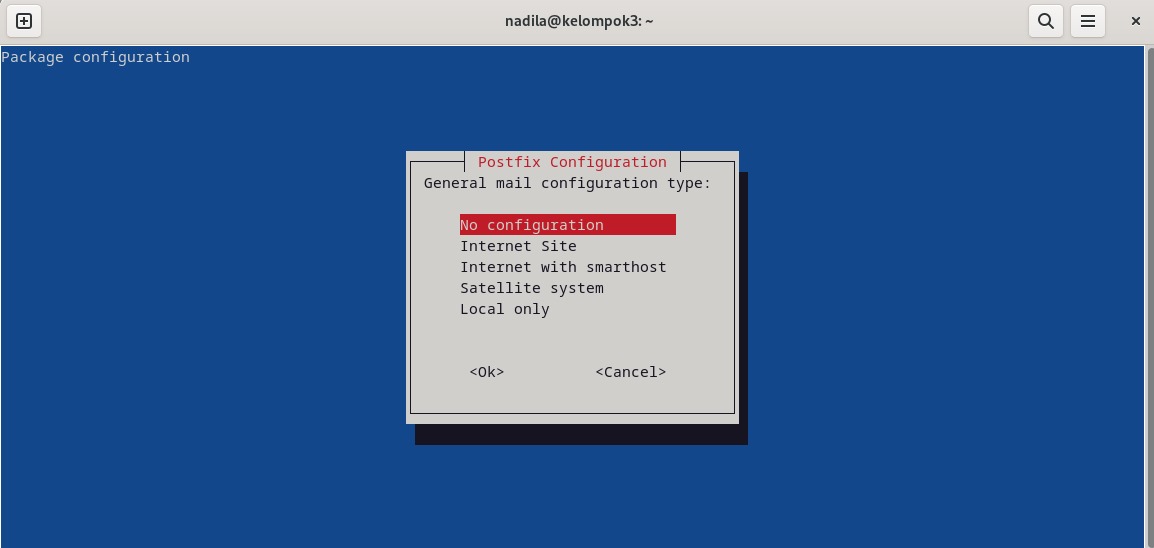 nadila@kelompok3: ~
Package configuration
Postfix Configuration
General mail configuration type:
No configuration
Internet Site
Internet with smarthost
Satellite system
Local only
<Ok> <Cancel>